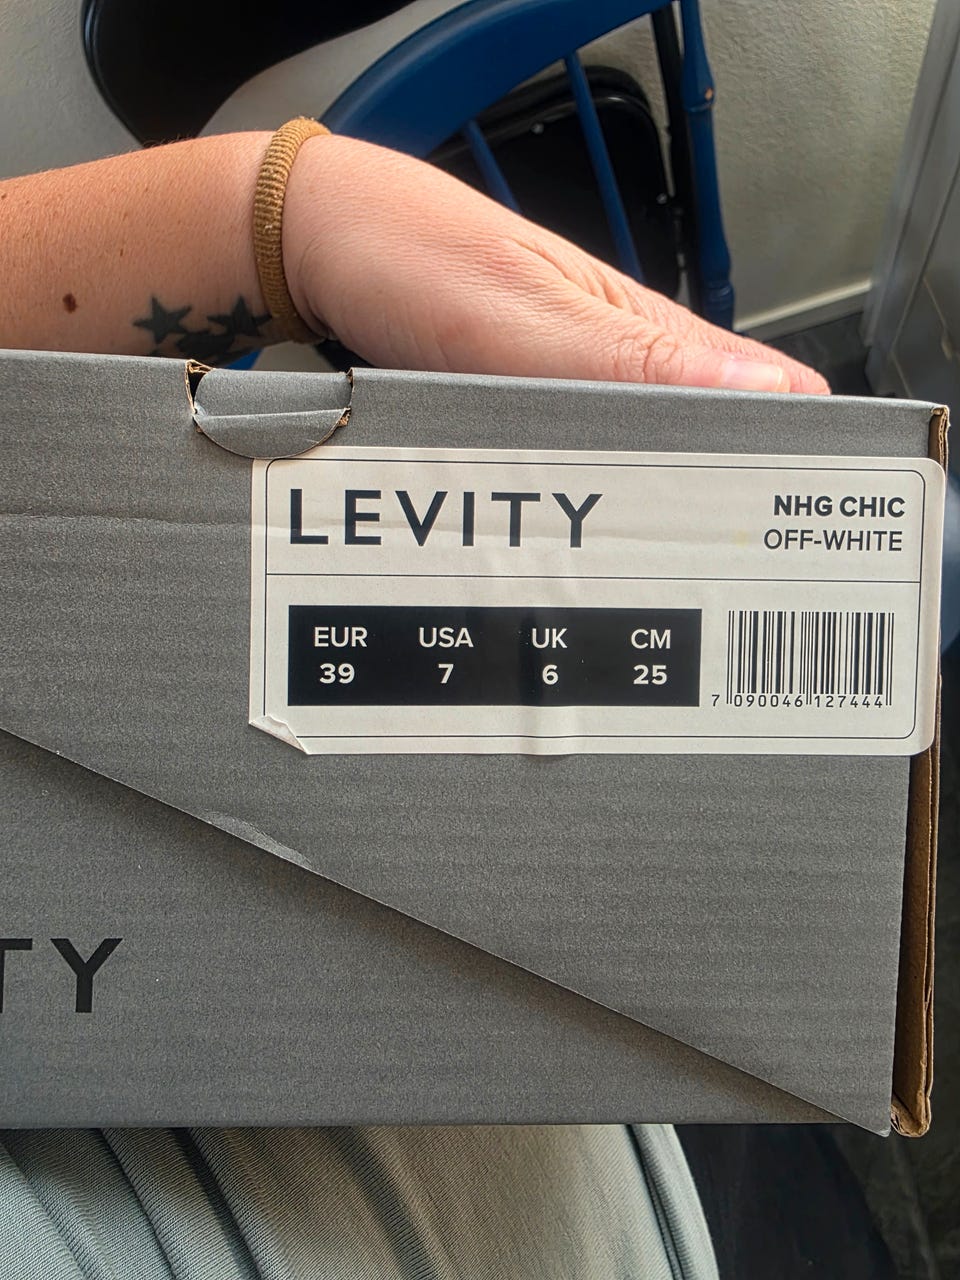 LEVITY
NHG CHIC
OFF-WHITE
EUR USA UK CM
39 7 6 25
7 090046 127444
TY